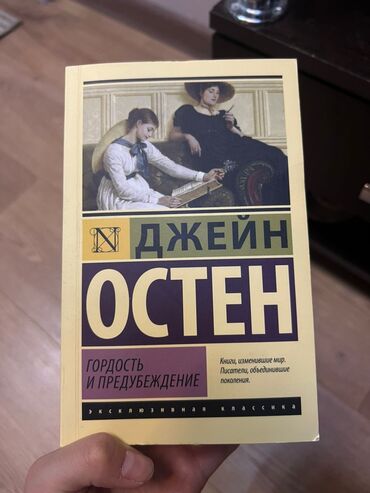 N
ДЖЕЙН
ОСТЕН
ГОРДОСТЬ
И ПРЕДУБЕЖДЕНИЕ
Книги, изменившие мир.
Писатели, объединившие
поколения.
эксклюзивная классика